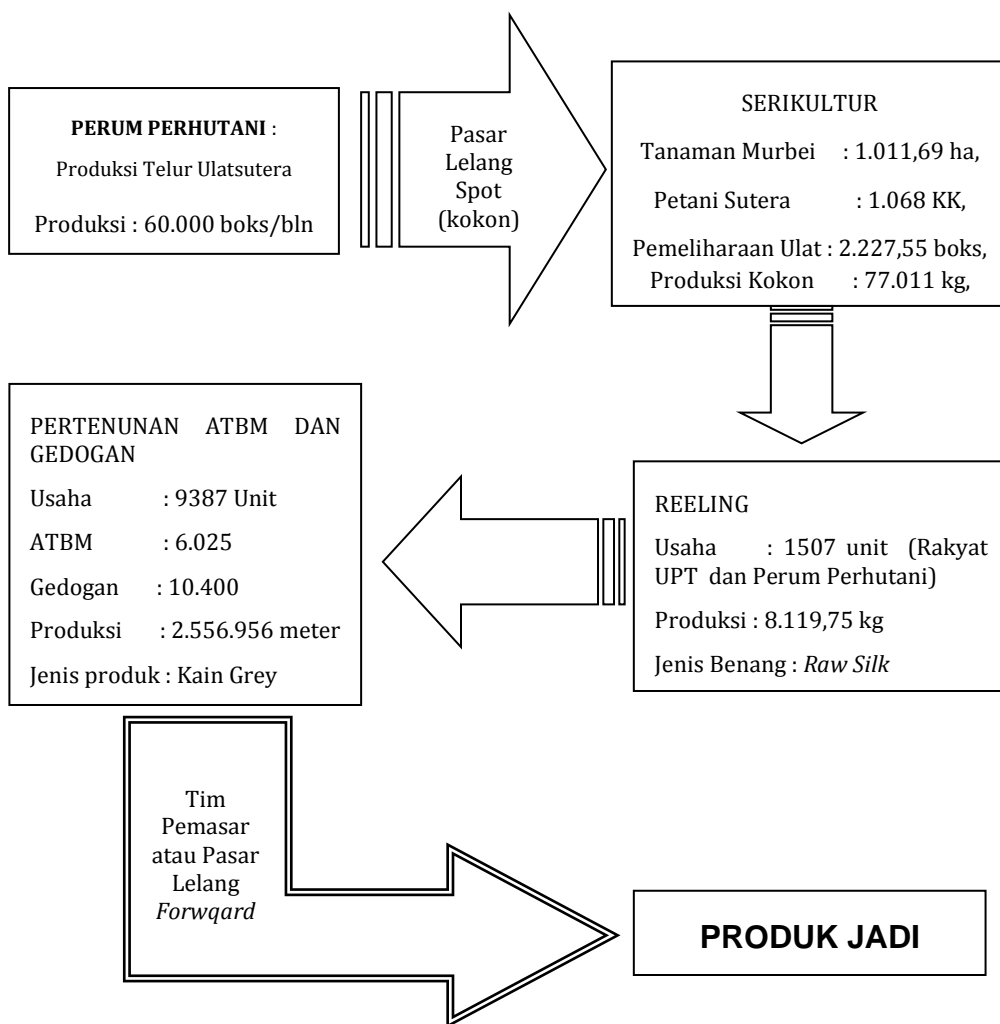 PERUM PERHUTANI :
Produksi Telur Ulatsutera
Produksi : 60.000 boks/bln
Pasar
Lelang
Spot
(kokon)
SERIKULTUR
Tanaman Murbei : 1.011,69 ha,
Petani Sutera : 1.068 KK,
Pemeliharaan Ulat : 2.227,55 boks,
Produksi Kokon : 77.011 kg,
REELING
Usaha : 1507 unit (Rakyat
UPT dan Perum Perhutani)
Produksi : 8.119,75 kg
Jenis Benang : Raw Silk
PERTENUNAN ATBM DAN
GEDOGAN
Usaha : 9387 Unit
ATBM : 6.025
Gedogan : 10.400
Produksi : 2.556.956 meter
Jenis produk : Kain Grey
Tim
Pemasar
atau Pasar
Lelang
Forwqard
PRODUK JADI